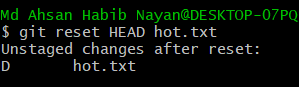 Md Ahsan Habib Nayan@DESKTOP-07PQ
$ git reset HEAD hot.txt
Unstaged changes after reset:
D       hot.txt